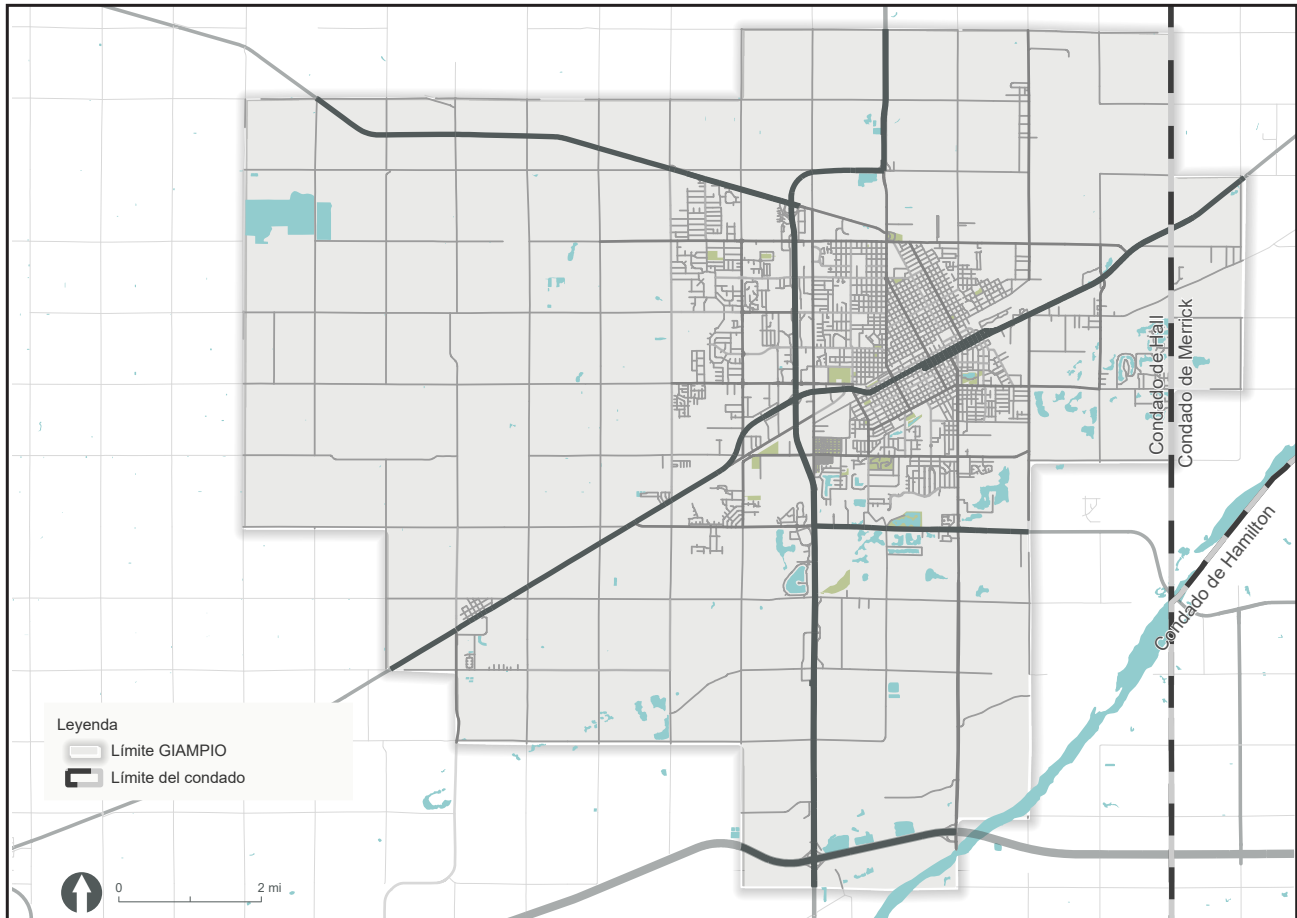 Condado de Hall
Condado de Merrick
Condado de Hamilton
Leyenda
Límite GIAMPIO
Límite del condado
0
2 mi